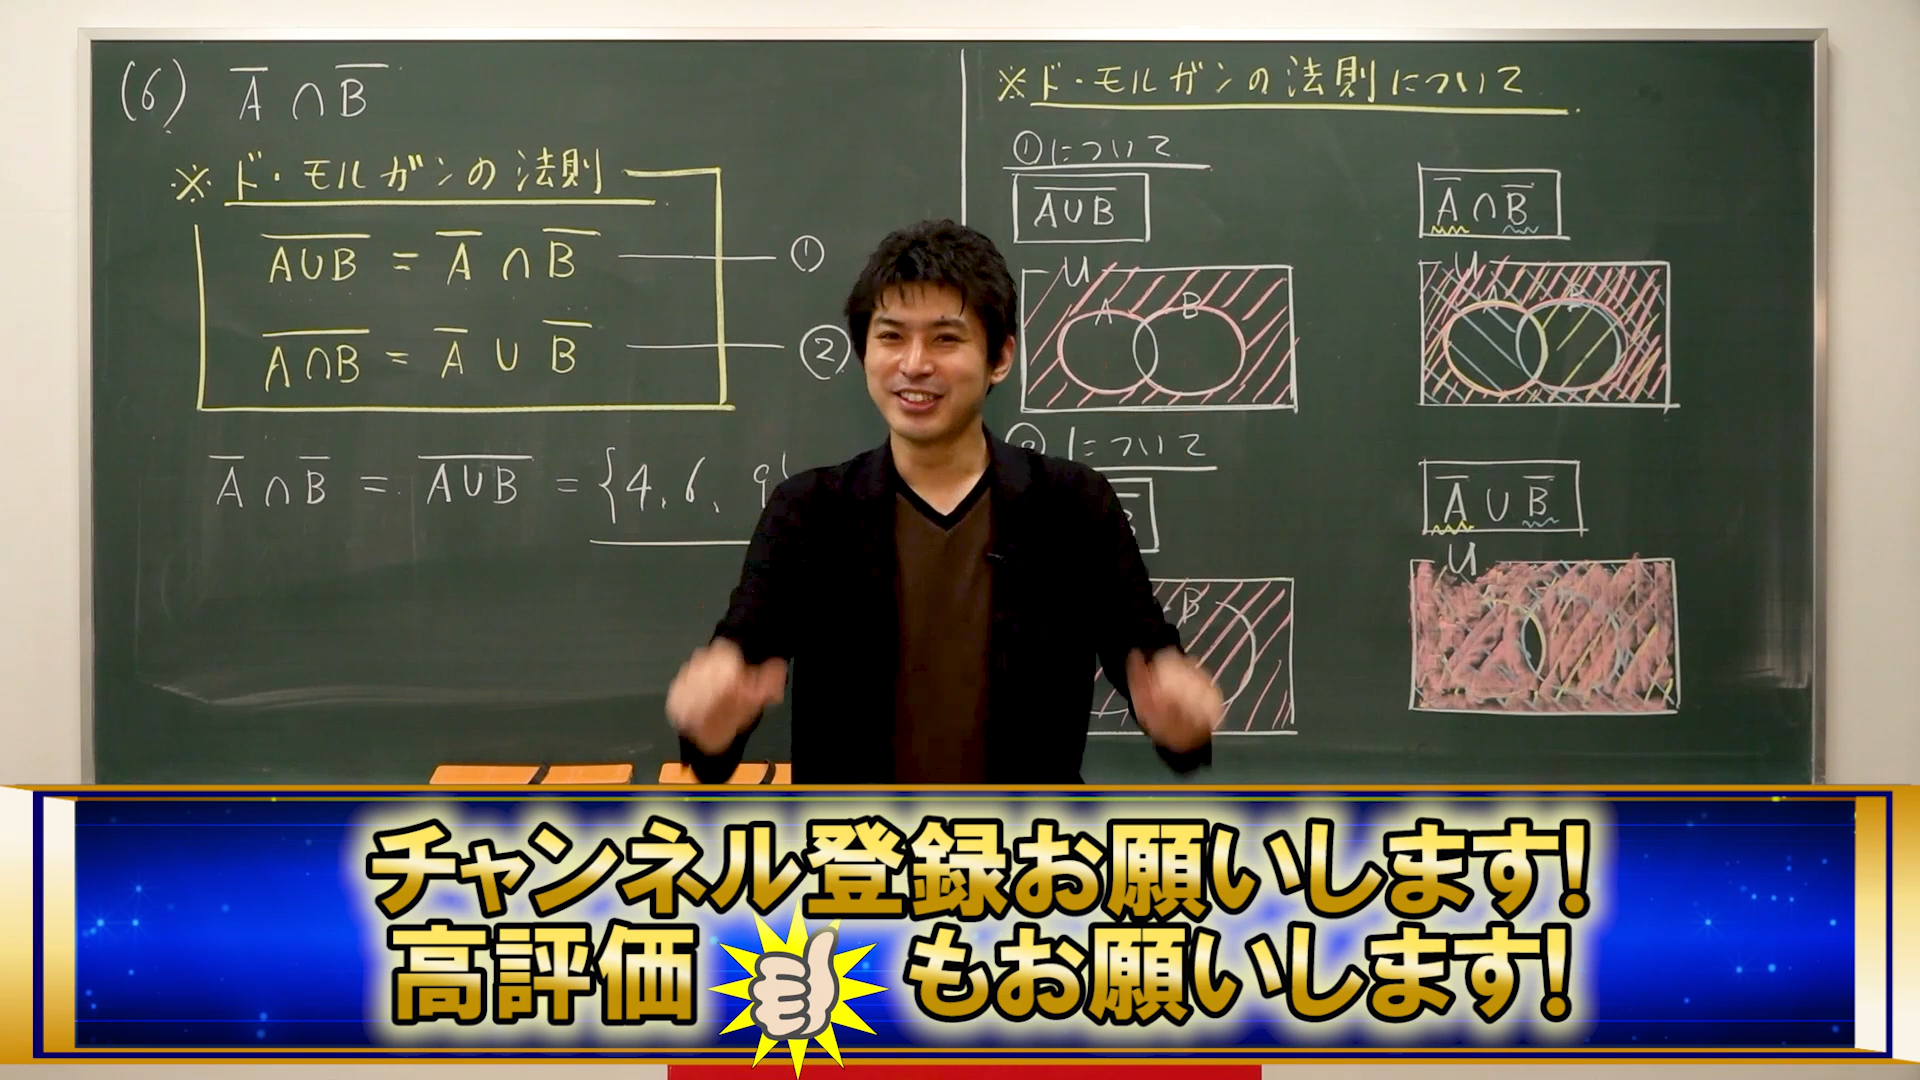 (6) A̅ ∩ B̅
※ ド・モルガンの法則
A∪B̅ = A̅ ∩ B̅ ①
A∩B̅ = A̅ ∪ B̅ ②
A̅ ∩ B̅ = A∪B̅ = {4, 6, 9
※ド・モルガンの法則について
①について
A∪B
A̅ ∩ B̅
U
A B
U
A B
②について
B
A̅ ∪ B̅
B
U
チャンネル登録お願いします!
高評価 もお願いします!